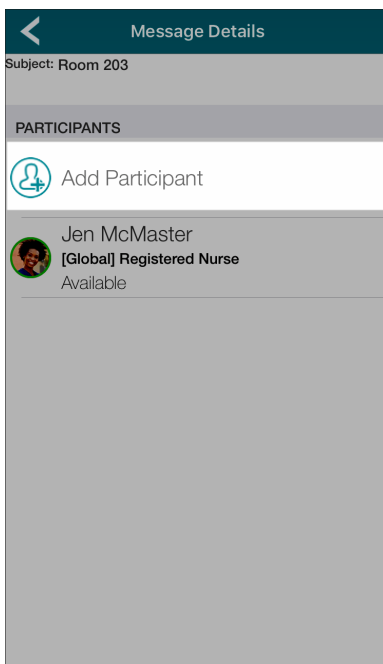 Message Details
Subject: Room 203
PARTICIPANTS
Add Participant
Jen McMaster
[Global] Registered Nurse
Available